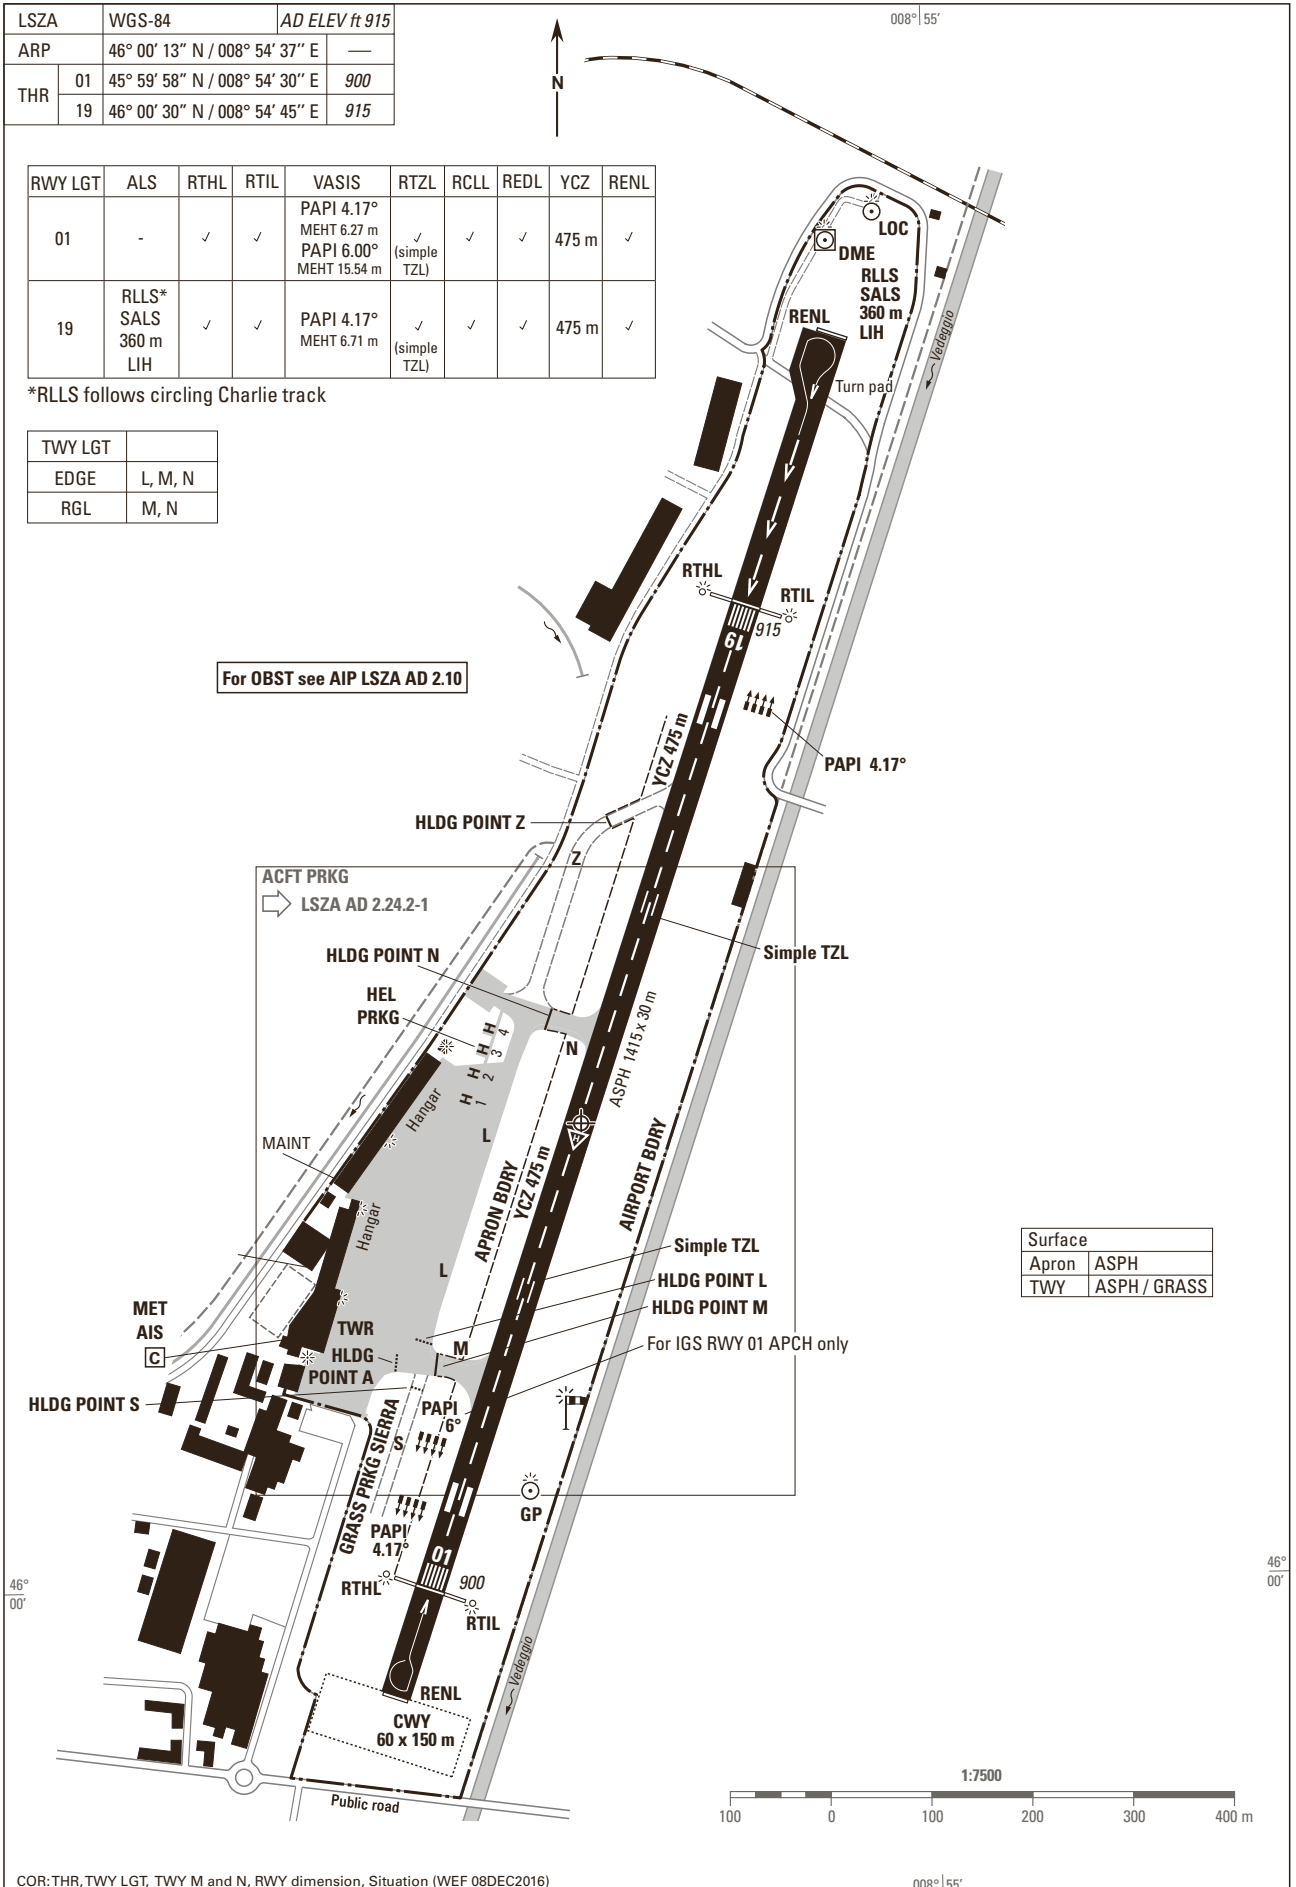 LSZA WGS-84 AD ELEV ft 915
ARP 46° 00′ 13″ N / 008° 54′ 37″ E —
THR 01 45° 59′ 58″ N / 008° 54′ 30″ E 900
19 46° 00′ 30″ N / 008° 54′ 45″ E 915
008° 55′
N
RWY LGT ALS RTHL RTIL VASIS RTZL RCLL REDL YCZ RENL
01 - ✓ ✓ PAPI 4.17° MEHT 6.27 m PAPI 6.00° MEHT 15.54 m ✓ (simple TZL) ✓ ✓ 475 m ✓
19 RLLS* SALS 360 m LIH ✓ ✓ PAPI 4.17° MEHT 6.71 m ✓ (simple TZL) ✓ ✓ 475 m ✓
*RLLS follows circling Charlie track
TWY LGT
EDGE L, M, N
RGL M, N
LOC
DME
RLLS
SALS
360 m
LIH
RENL
Vedeggio
Turn pad
RTHL
RTIL
915
19
For OBST see AIP LSZA AD 2.10
YCZ 475 m
PAPI 4.17°
HLDG POINT Z
Z
ACFT PRKG
LSZA AD 2.24.2-1
Simple TZL
HLDG POINT N
HEL
PRKG
H 4
H 3
H 2
H 1
N
ASPH 1415 x 30 m
Hangar
MAINT
L
H
APRON BDRY
YCZ 475 m
AIRPORT BDRY
Hangar
Simple TZL
L
HLDG POINT L
HLDG POINT M
MET
AIS
C
TWR
M
For IGS RWY 01 APCH only
HLDG
POINT A
HLDG POINT S
PAPI
6°
S
GRASS PRKG SIERRA
GP
PAPI
4.17°
01
RTHL
900
RTIL
Vedeggio
RENL
CWY
60 x 150 m
Public road
Surface
Apron ASPH
TWY ASPH / GRASS
46°
00′
46°
00′
1:7500
100 0 100 200 300 400 m
COR: THR, TWY LGT, TWY M and N, RWY dimension, Situation (WEF 08DEC2016)
008° 55′